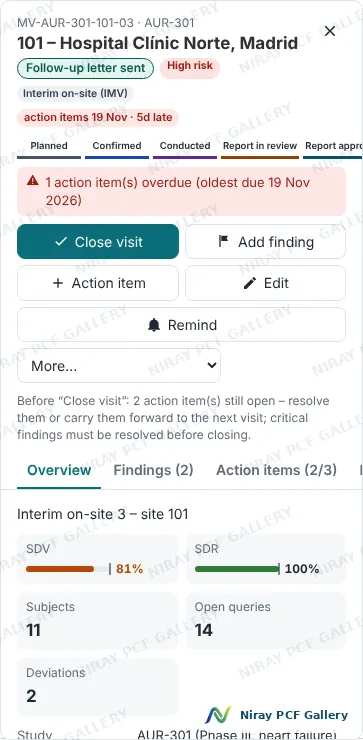 MV-AUR-301-101-03 · AUR-301
101 – Hospital Clínic Norte, Madrid
Follow-up letter sent
High risk
Interim on-site (IMV)
action items 19 Nov · 5d late
Planned
Confirmed
Conducted
Report in review
Report appro
1 action item(s) overdue (oldest due 19 Nov
2026)
Close visit
Add finding
Action item
Edit
Remind
More...
Before “Close visit”: 2 action item(s) still open – resolve
them or carry them forward to the next visit; critical
findings must be resolved before closing.
Overview
Findings (2)
Action items (2/3)
Interim on-site 3 – site 101
SDV
81%
SDR
100%
Subjects
11
Open queries
14
Deviations
2
Niray PCF Gallery
Study
AUR-301 (Phase III, heart failure)
NIRAY PCF GALLERY